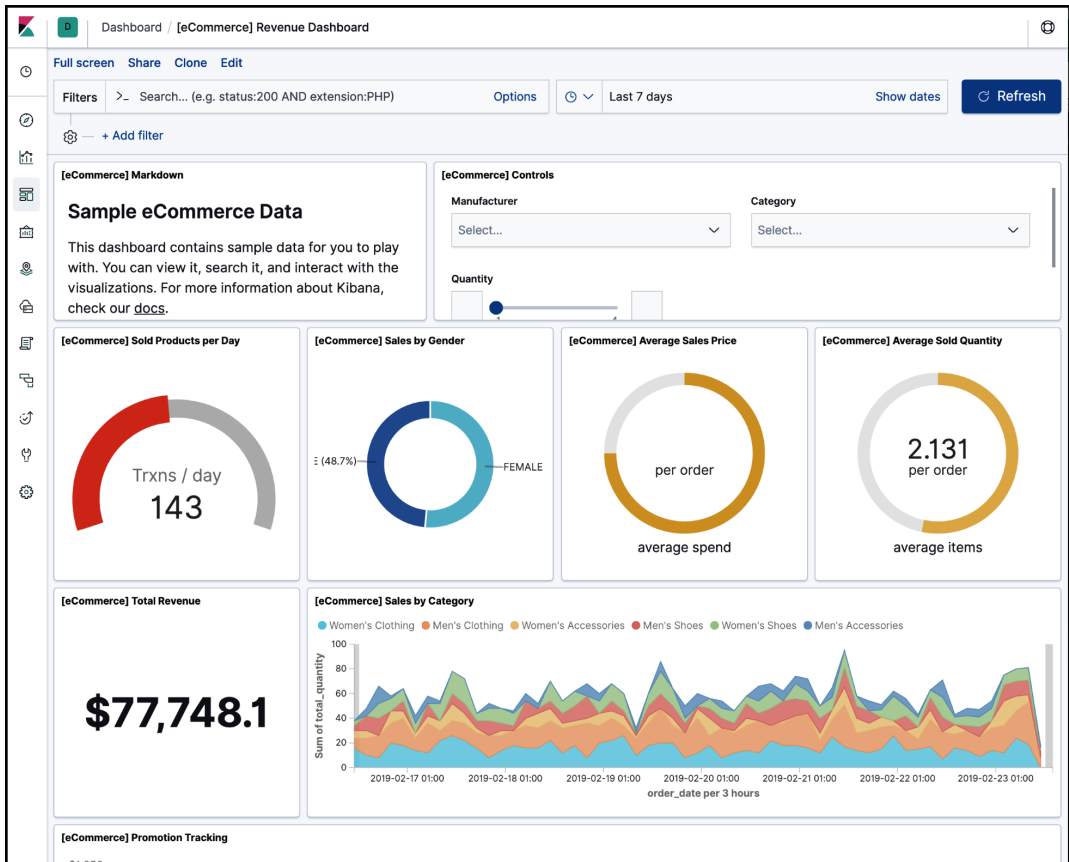 D
Dashboard / [eCommerce] Revenue Dashboard
Full screen Share Clone Edit
Filters >_ Search... (e.g. status:200 AND extension:PHP) Options Last 7 days Show dates Refresh
+ Add filter
[eCommerce] Markdown
Sample eCommerce Data
This dashboard contains sample data for you to play
with. You can view it, search it, and interact with the
visualizations. For more information about Kibana,
check our docs.
[eCommerce] Controls
Manufacturer Category
Select... Select...
Quantity
[eCommerce] Sold Products per Day
Trxns / day
143
[eCommerce] Sales by Gender
E (48.7%) FEMALE
[eCommerce] Average Sales Price
per order
average spend
[eCommerce] Average Sold Quantity
2.131
per order
average items
[eCommerce] Total Revenue
$77,748.1
[eCommerce] Sales by Category
Women's Clothing Men's Clothing Women's Accessories Men's Shoes Women's Shoes Men's Accessories
Sum of total_quantity
100
80
60
40
20
0
2019-02-17 01:00 2019-02-18 01:00 2019-02-19 01:00 2019-02-20 01:00 2019-02-21 01:00 2019-02-22 01:00 2019-02-23 01:00
order_date per 3 hours
[eCommerce] Promotion Tracking